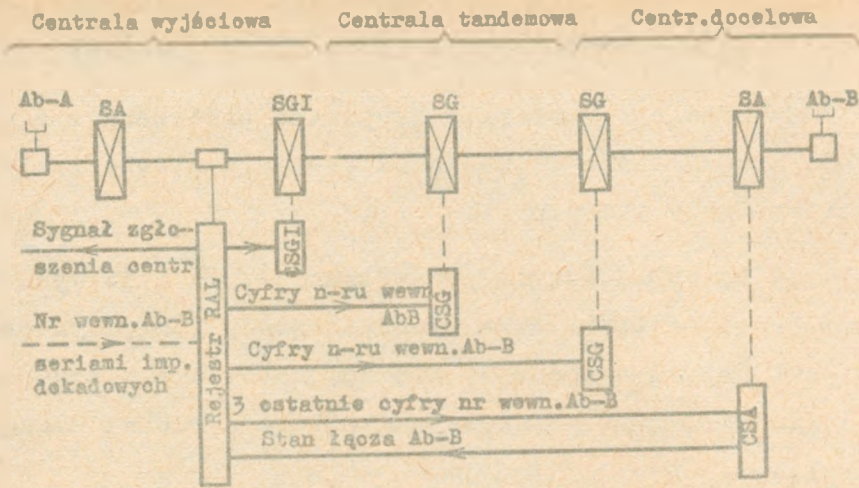 Centrala wyjściowa Centrala tandemowa Centr.docelowa
Ab-A SA SGI SG SG SA Ab-B
Sygnał zgło-
szenia centr
CSGI
Rejestr RAL
Cyfry n-ru wewn
AbB
CSG
Nr wewn.Ab-B
seriami imp.
dekadowych
Cyfry n-ru wewn.Ab-B
CSG
3 ostatnie cyfry nr wewn.Ab-B
Stan łącza Ab-B
CSA